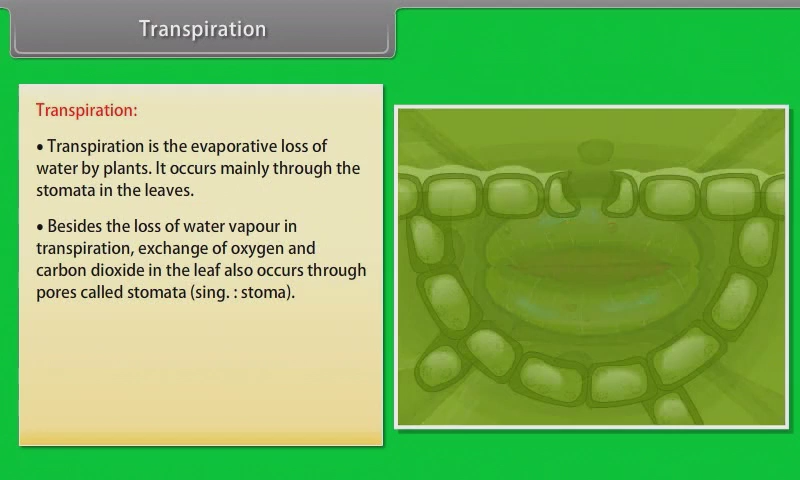 Transpiration
Transpiration:
• Transpiration is the evaporative loss of
water by plants. It occurs mainly through the
stomata in the leaves.
• Besides the loss of water vapour in
transpiration, exchange of oxygen and
carbon dioxide in the leaf also occurs through
pores called stomata (sing. : stoma).